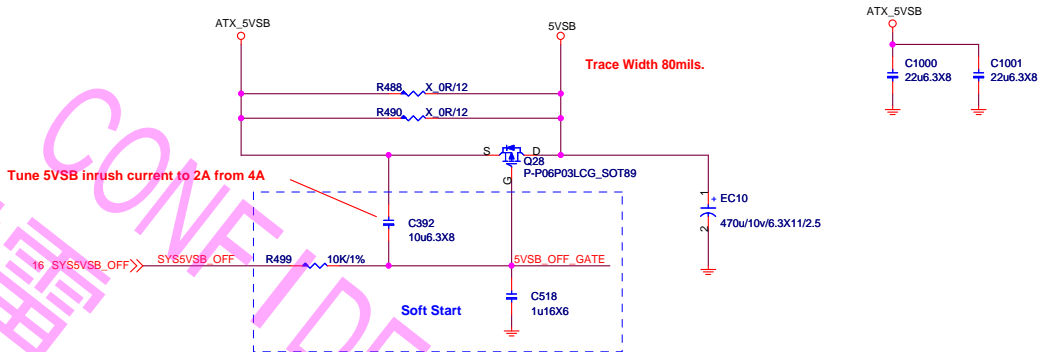 ATX_5VSB
5VSB
Trace Width 80mils.
R488 X_0R/12
R490 X_0R/12
S D
Q28
P-P06P03LCG_SOT89
G
Tune 5VSB inrush current to 2A from 4A
C392
10u6.3X8
1
+ EC10
470u/10v/6.3X11/2.5
2
16 SYS5VSB_OFF
SYS5VSB_OFF
R499 10K/1%
5VSB_OFF_GATE
Soft Start
C518
1u16X6
ATX_5VSB
C1000
22u6.3X8
C1001
22u6.3X8
CONFIDE